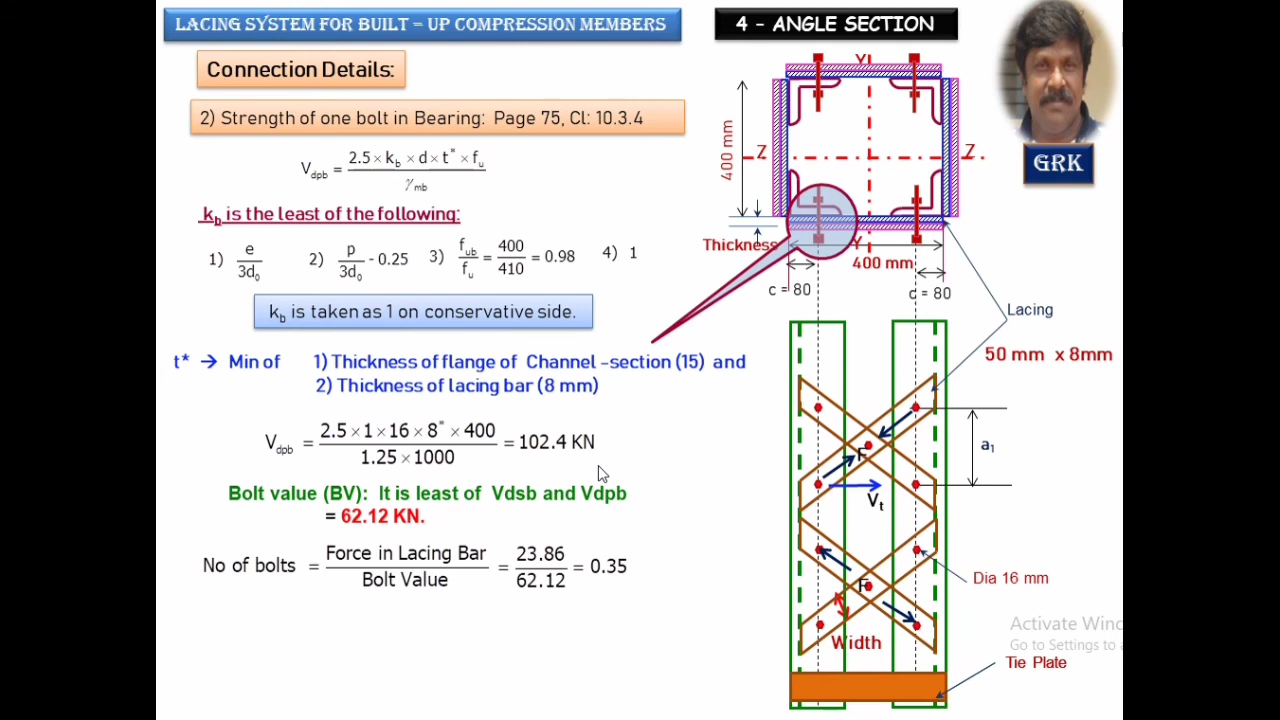 LACING SYSTEM FOR BUILT – UP COMPRESSION MEMBERS
4 – ANGLE SECTION
Connection Details:
2) Strength of one bolt in Bearing: Page 75, Cl: 10.3.4
V_dpb = (2.5 × k_b × d × t* × f_u) / γ_mb
k_b is the least of the following:
1) e / 3d_0 2) p / 3d_0 - 0.25 3) f_ub / f_u = 400 / 410 = 0.98 4) 1
k_b is taken as 1 on conservative side.
t* → Min of 1) Thickness of flange of Channel –section (15) and
2) Thickness of lacing bar (8 mm)
V_dpb = (2.5 × 1 × 16 × 8* × 400) / (1.25 × 1000) = 102.4 KN
Bolt value (BV): It is least of Vdsb and Vdpb
= 62.12 KN.
No of bolts = Force in Lacing Bar / Bolt Value = 23.86 / 62.12 = 0.35
Y
400 mm
Z
Z
Thickness
Y
400 mm
c = 80
c = 80
GRK
Lacing
50 mm x 8mm
a_1
F
V_t
F
Dia 16 mm
Width
Tie Plate
Activate Winc
Go to Settings to a